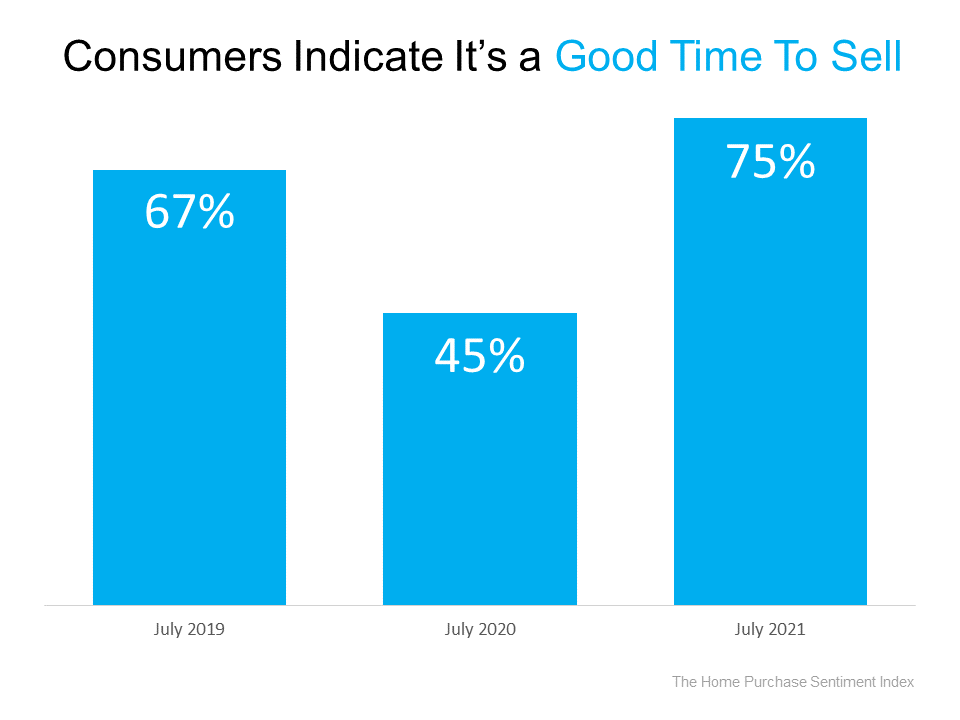 Consumers Indicate It’s a Good Time To Sell
67%
45%
75%
July 2019
July 2020
July 2021
The Home Purchase Sentiment Index